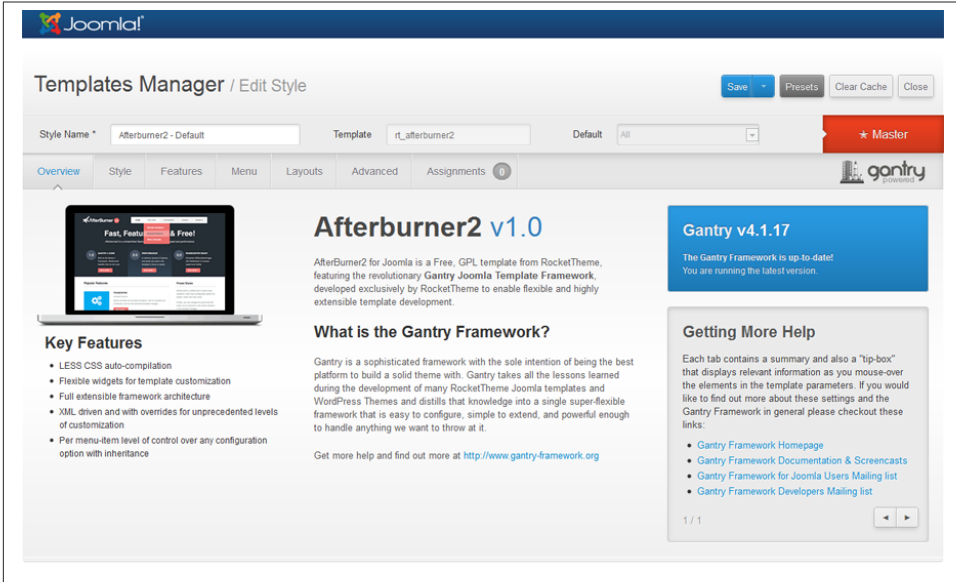 Joomla!
Templates Manager / Edit Style
Save
Presets
Clear Cache
Close
Style Name *
Afterburner2 - Default
Template
rt_afterburner2
Default
All
★ Master
Overview
Style
Features
Menu
Layouts
Advanced
Assignments 0
gantry
powered
AfterBurner
Fast, Featu
& Free!
Popular Features
Key Features
• LESS CSS auto-compilation
• Flexible widgets for template customization
• Full extensible framework architecture
• XML driven and with overrides for unprecedented levels
of customization
• Per menu-item level of control over any configuration
option with inheritance
Afterburner2 v1.0
AfterBurner2 for Joomla is a Free, GPL template from RocketTheme,
featuring the revolutionary Gantry Joomla Template Framework,
developed exclusively by RocketTheme to enable flexible and highly
extensible template development.
What is the Gantry Framework?
Gantry is a sophisticated framework with the sole intention of being the best
platform to build a solid theme with. Gantry takes all the lessons learned
during the development of many RocketTheme Joomla templates and
WordPress Themes and distills that knowledge into a single super-flexible
framework that is easy to configure, simple to extend, and powerful enough
to handle anything we want to throw at it.
Get more help and find out more at http://www.gantry-framework.org
Gantry v4.1.17
The Gantry Framework is up-to-date!
You are running the latest version.
Getting More Help
Each tab contains a summary and also a "tip-box"
that displays relevant information as you mouse-over
the elements in the template parameters. If you would
like to find out more about these settings and the
Gantry Framework in general please checkout these
links:
• Gantry Framework Homepage
• Gantry Framework Documentation & Screencasts
• Gantry Framework for Joomla Users Mailing list
• Gantry Framework Developers Mailing list
1 / 1